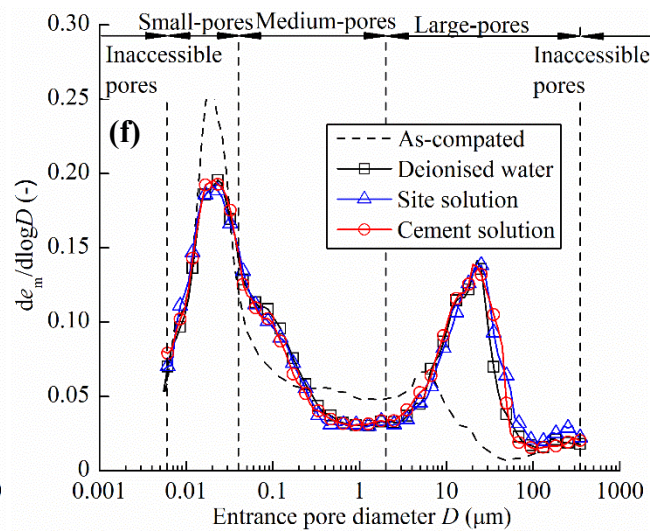 Small-pores Medium-pores Large-pores
Inaccessible pores
Inaccessible pores
(f)
As-compated
Deionised water
Site solution
Cement solution
0.30
0.25
0.20
0.15
0.10
0.05
0
de_m/dlogD (-)
0.001 0.01 0.1 1 10 100 1000
Entrance pore diameter D (μm)